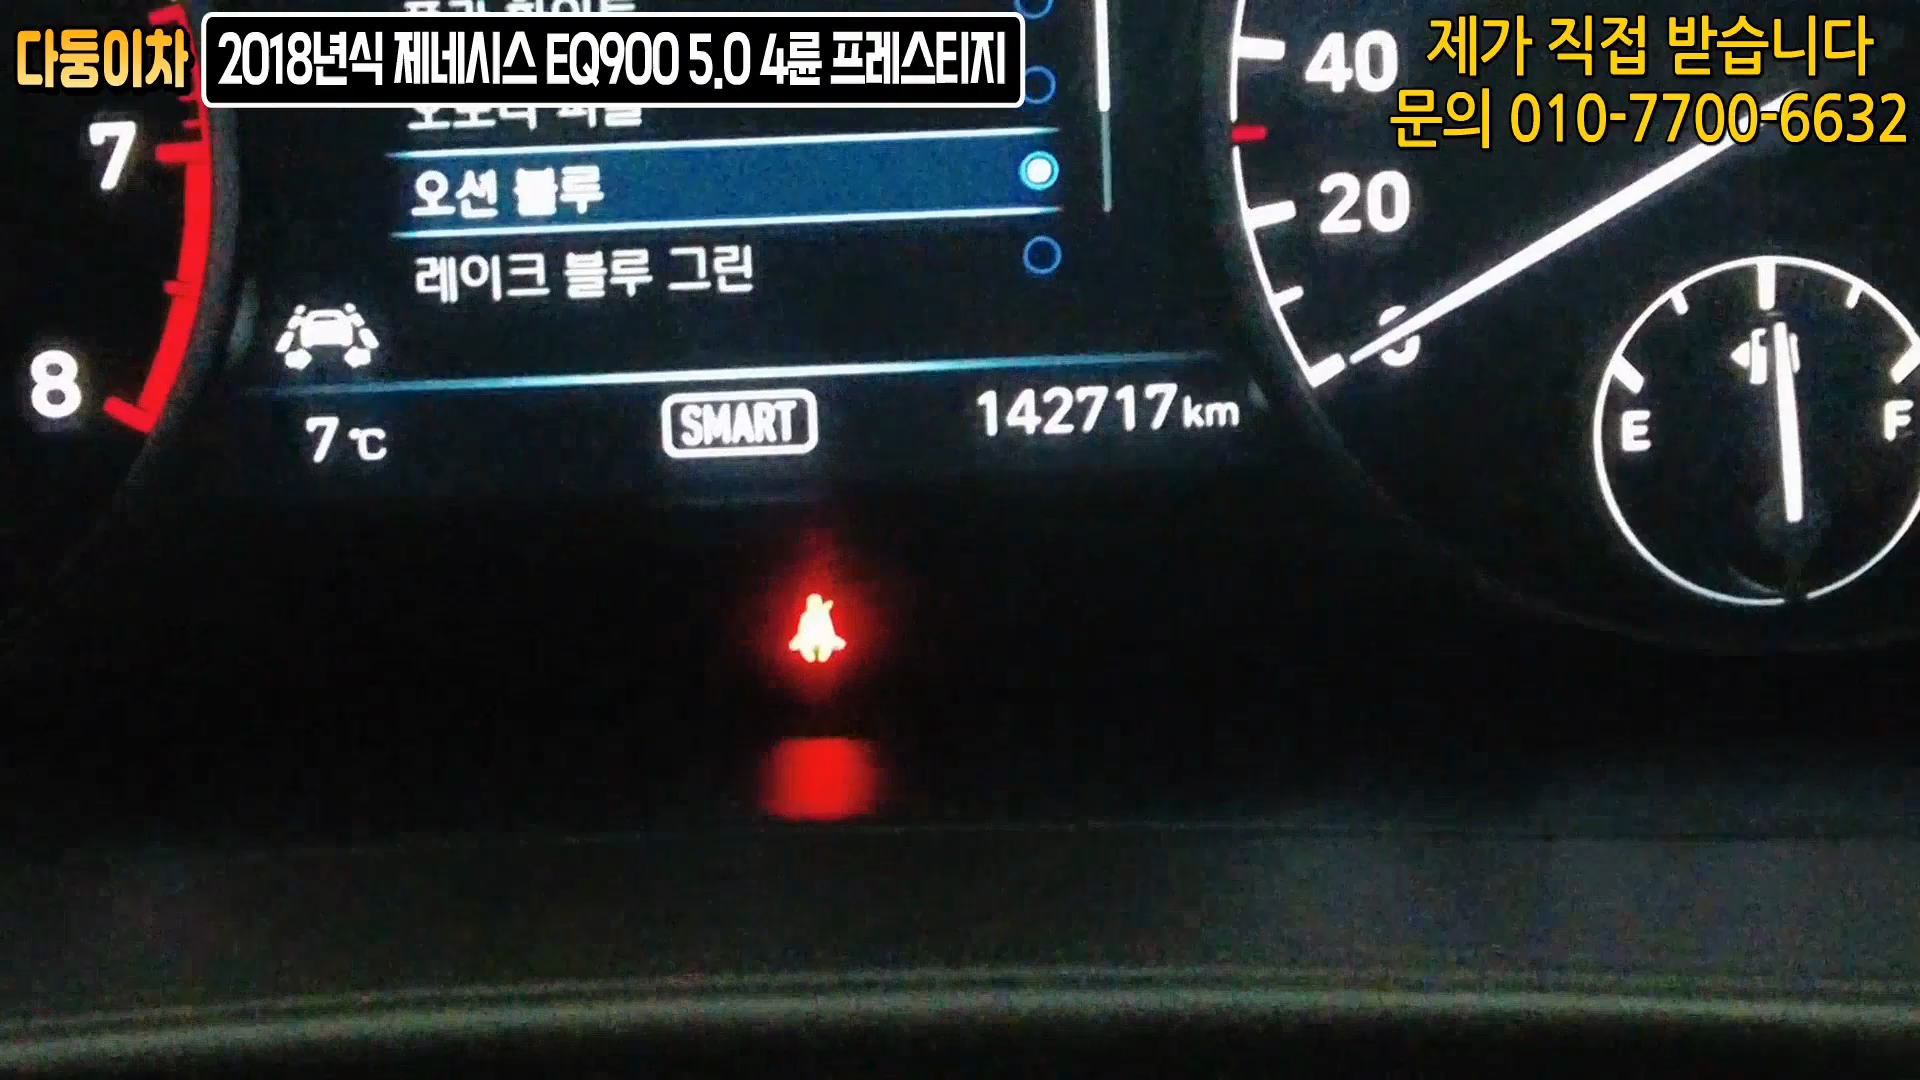 다둥이차
2018년식 제네시스 EQ900 5.0 4륜 프레스티지
제가 직접 받습니다
문의 010-7700-6632
7
8
오션 블루
레이크 블루 그린
7℃
SMART
142717km
40
20
0
E
F